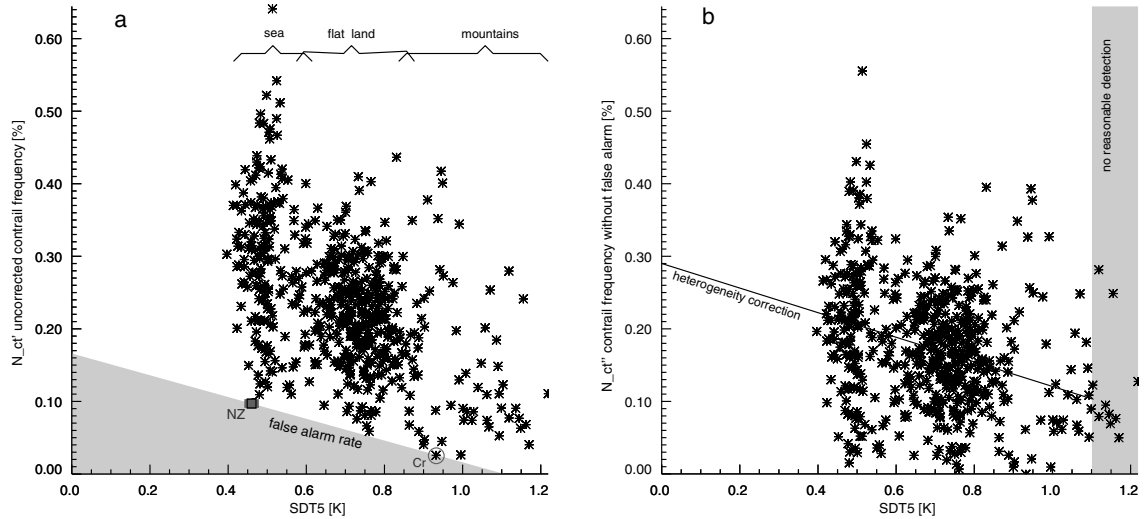 a
sea
flat land
mountains
N_ct' uncorrected contrail frequency [%]
0.60
0.50
0.40
0.30
0.20
0.10
0.00
NZ
false alarm rate
Cr
0.0
0.2
0.4
0.6
0.8
1.0
1.2
SDT5 [K]
b
no reasonable detection
N_ct'' contrail frequency without false alarm [%]
0.60
0.50
0.40
0.30
0.20
0.10
0.00
heterogeneity correction
0.0
0.2
0.4
0.6
0.8
1.0
1.2
SDT5 [K]